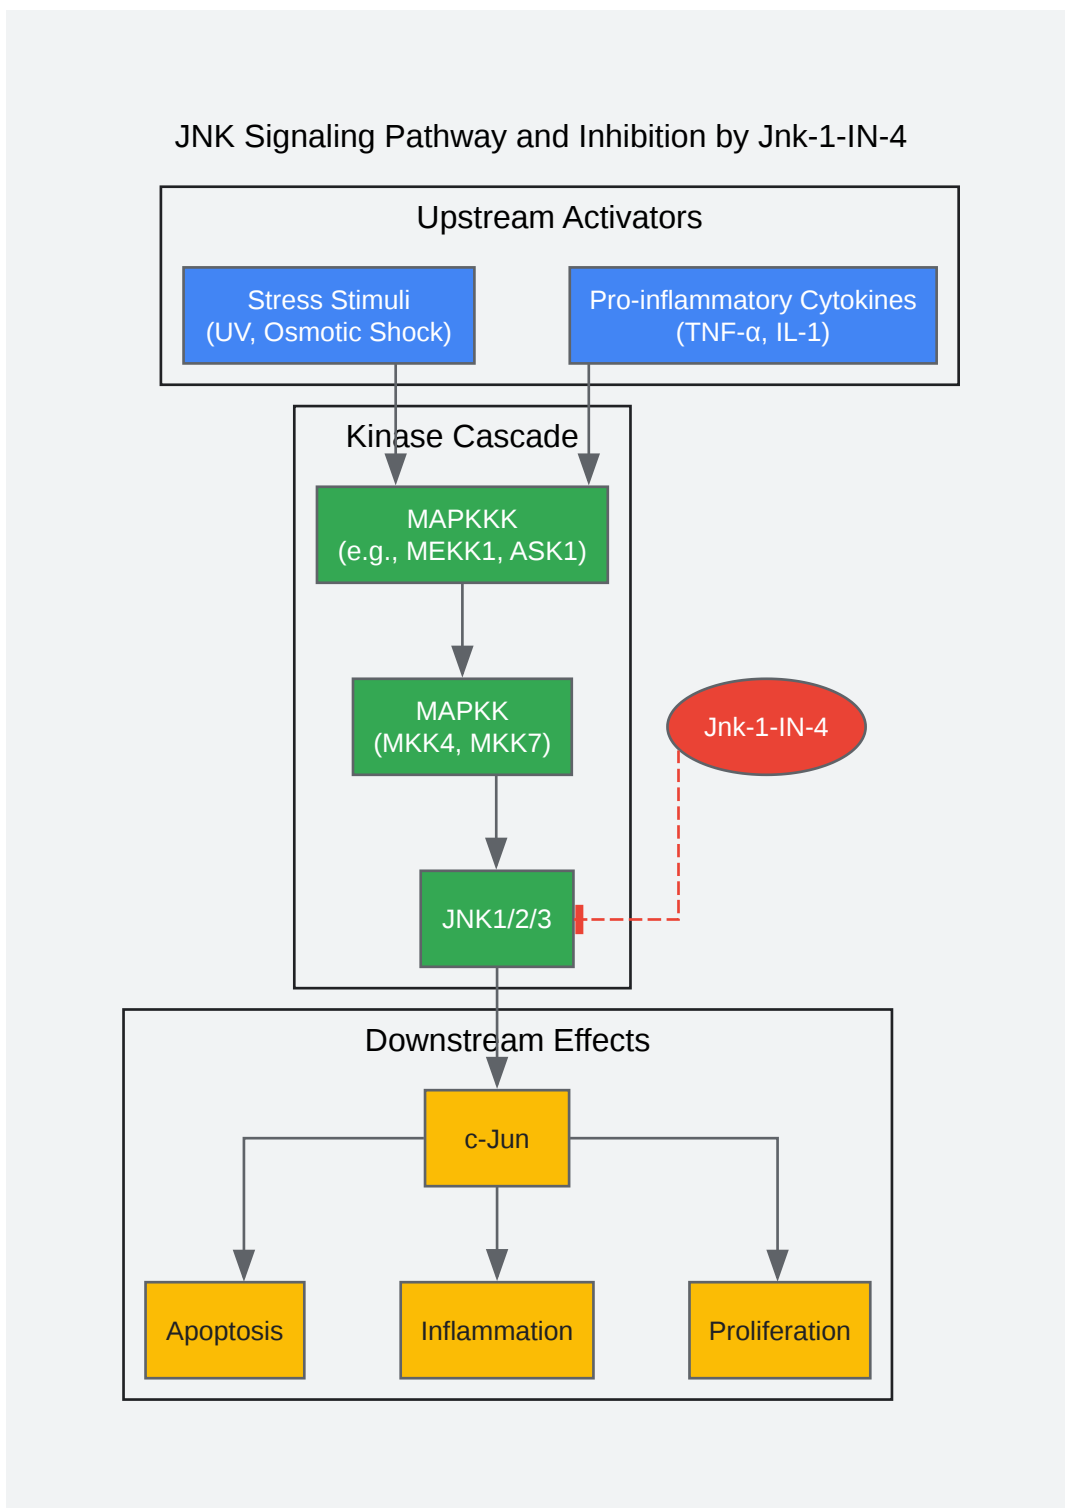 JNK Signaling Pathway and Inhibition by Jnk-1-IN-4
Upstream Activators
Stress Stimuli
(UV, Osmotic Shock)
Pro-inflammatory Cytokines
(TNF-α, IL-1)
Kinase Cascade
MAPKKK
(e.g., MEKK1, ASK1)
MAPKK
(MKK4, MKK7)
Jnk-1-IN-4
JNK1/2/3
Downstream Effects
c-Jun
Apoptosis
Inflammation
Proliferation